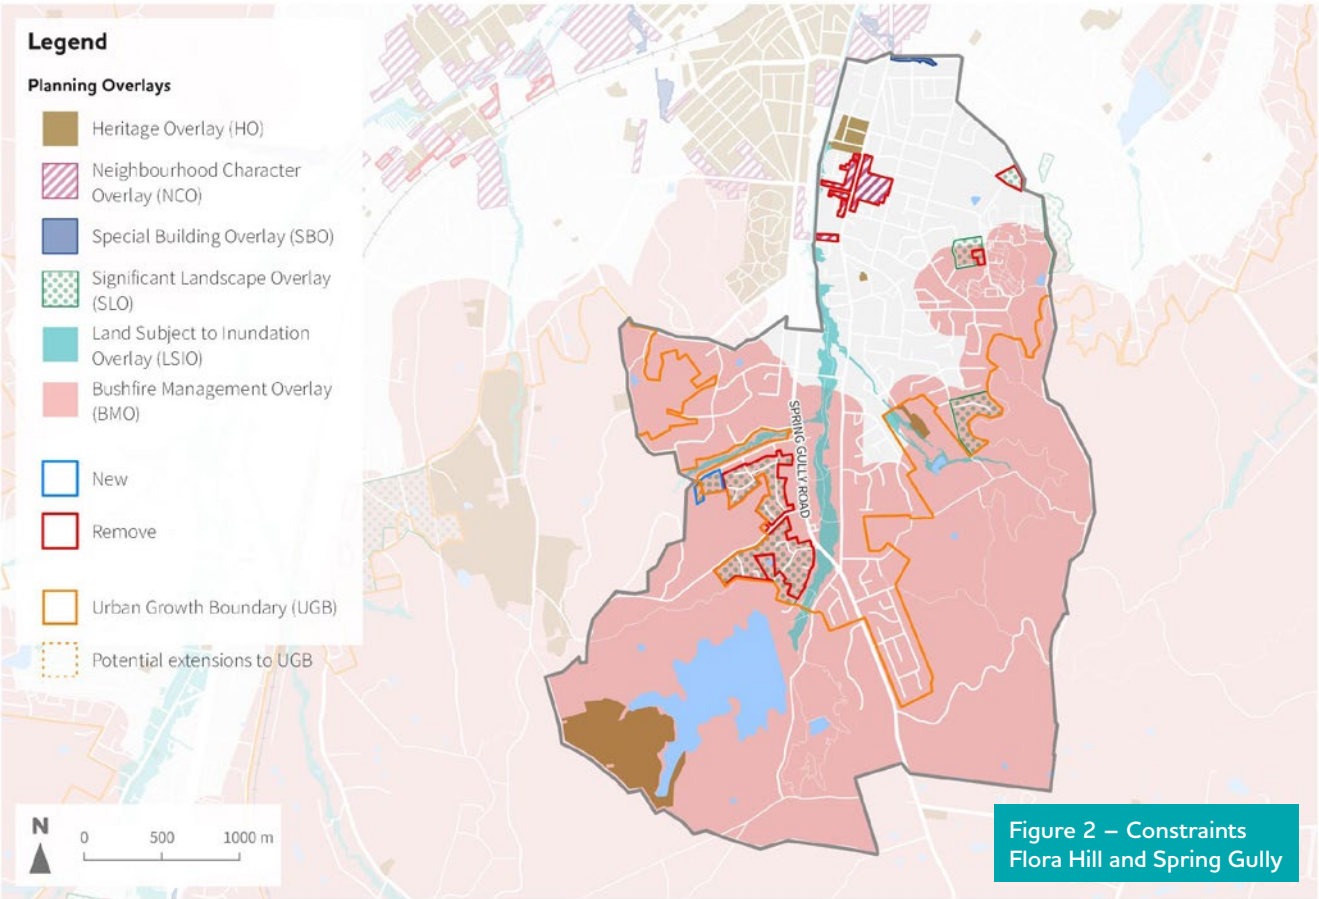 Legend
Planning Overlays
Heritage Overlay (HO)
Neighbourhood Character
Overlay (NCO)
Special Building Overlay (SBO)
Significant Landscape Overlay
(SLO)
Land Subject to Inundation
Overlay (LSIO)
Bushfire Management Overlay
(BMO)
New
Remove
Urban Growth Boundary (UGB)
Potential extensions to UGB
SPRING GULLY ROAD
N
0 500 1000 m
Figure 2 – Constraints
Flora Hill and Spring Gully